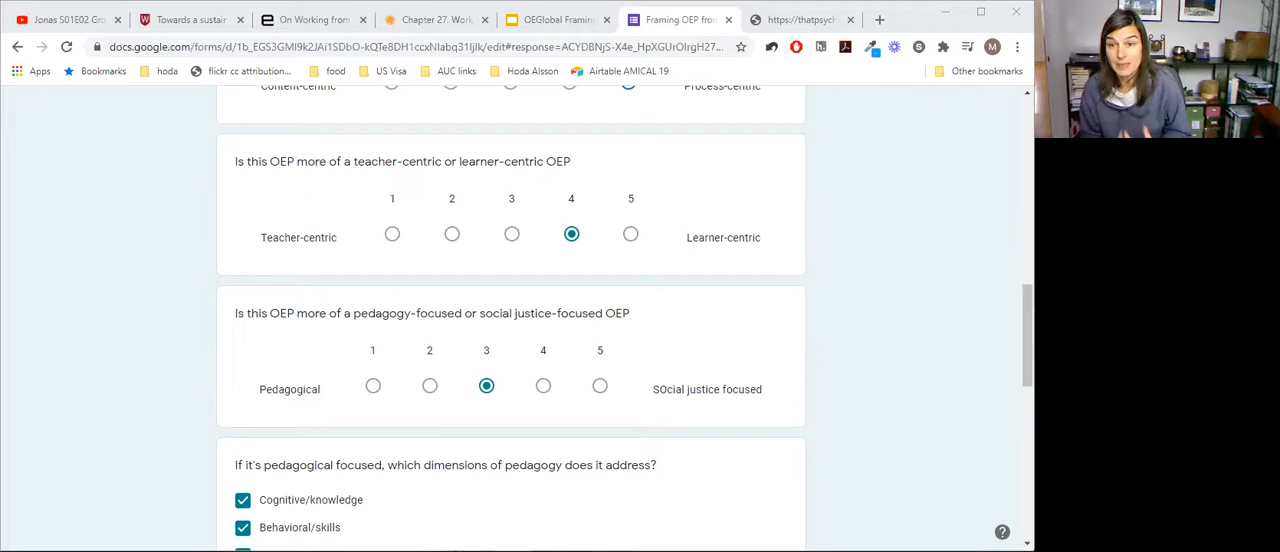 Jonas S01E02 Gro
Towards a sustair
On Working from
Chapter 27. Work
OEGlobal Framing
Framing OEP from
https://thatpsych
docs.google.com/forms/d/1b_EGS3GMI9k2JAi1SDbO-kQTe8DH1
edit#response=ACYDBNjS-X4e_HpXGUrOIrgH27...
M
Apps
Bookmarks
hoda
flickr cc attribution...
food
US Visa
AUC links
Hoda Alsson
Airtable AMICAL 19
Other bookmarks
Content-centric
Process-centric
Is this OEP more of a teacher-centric or learner-centric OEP
1 2 3 4 5
Teacher-centric
Learner-centric
Is this OEP more of a pedagogy-focused or social justice-focused OEP
1 2 3 4 5
Pedagogical
SOcial justice focused
If it's pedagogical focused, which dimensions of pedagogy does it address?
Cognitive/knowledge
Behavioral/skills